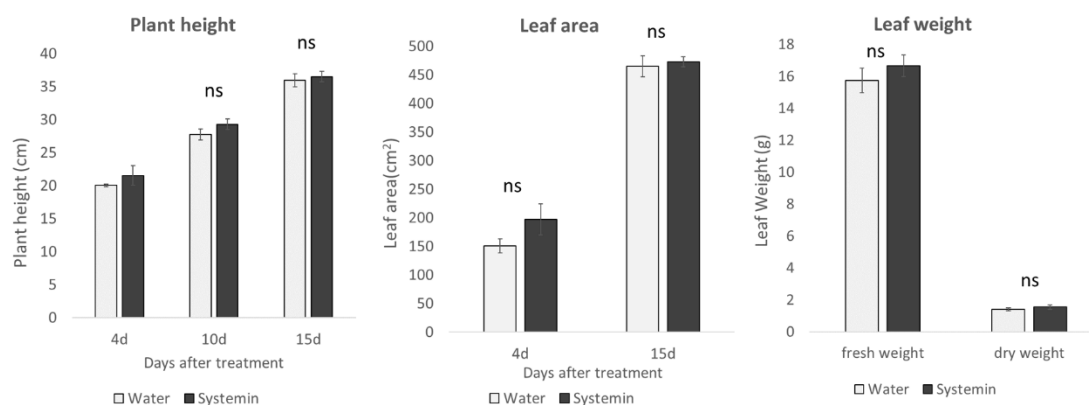 Plant height
Plant height (cm)
40
35
30
25
20
15
10
5
0
ns
ns
4d 10d 15d
Days after treatment
Water Systemin
Leaf area
Leaf area(cm²)
500
450
400
350
300
250
200
150
100
50
0
ns
ns
4d 15d
Days after treatment
Water Systemin
Leaf weight
Leaf Weight (g)
18
16
14
12
10
8
6
4
2
0
ns
ns
fresh weight dry weight
Water Systemin